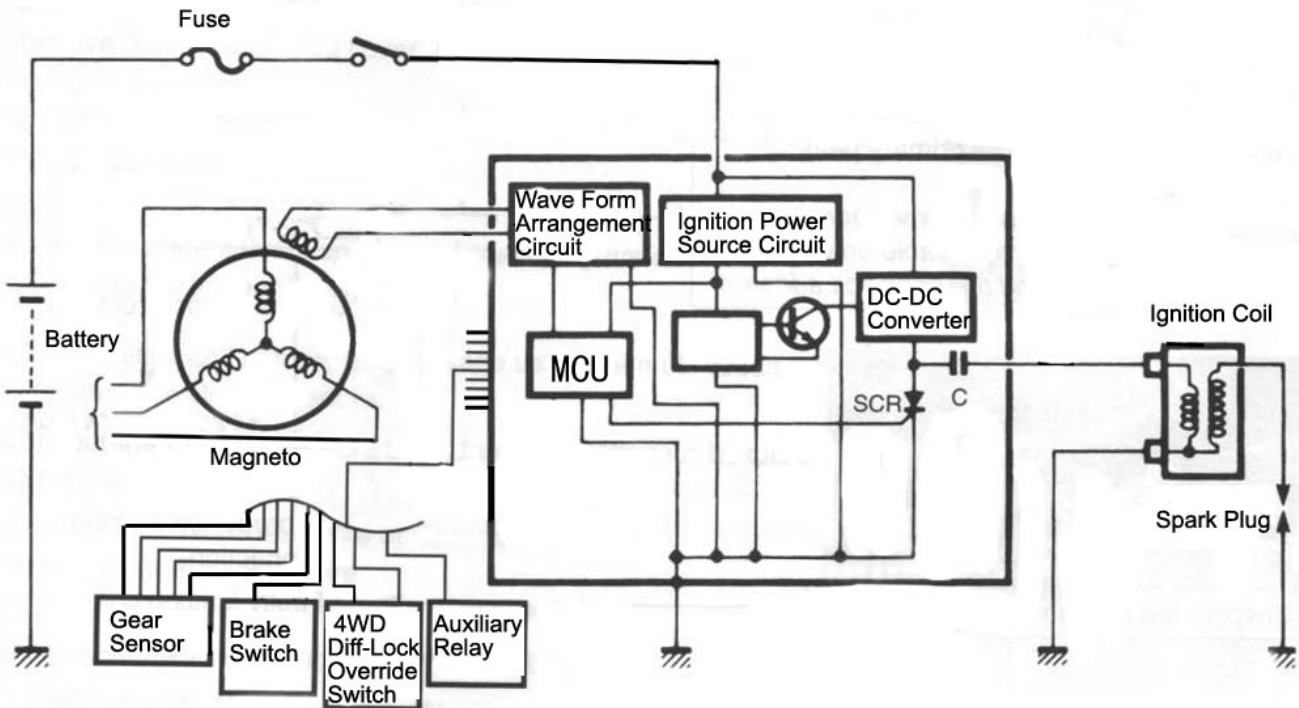 Fuse
Wave Form
Arrangement
Circuit
Ignition Power
Source Circuit
DC-DC
Converter
Ignition Coil
Battery
MCU
SCR
C
Magneto
Spark Plug
Gear
Sensor
Brake
Switch
4WD
Diff-Lock
Override
Switch
Auxiliary
Relay